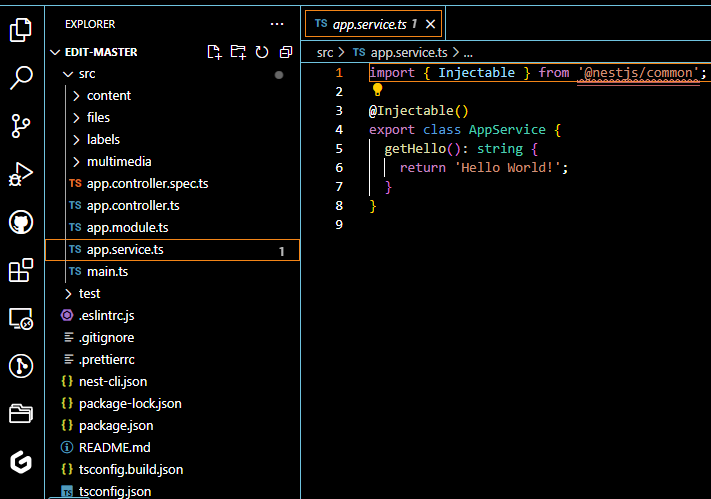 EXPLORER
EDIT-MASTER
src
content
files
labels
multimedia
TS app.controller.spec.ts
TS app.controller.ts
TS app.module.ts
TS app.service.ts 1
TS main.ts
test
.eslintrc.js
.gitignore
.prettierrc
{} nest-cli.json
{} package-lock.json
{} package.json
README.md
{} tsconfig.build.json
TS tsconfig.json
TS app.service.ts 1 ×
src > TS app.service.ts > ...
1 import { Injectable } from '@nestjs/common';
2
3 @Injectable()
4 export class AppService {
5 getHello(): string {
6 return 'Hello World!';
7 }
8 }
9